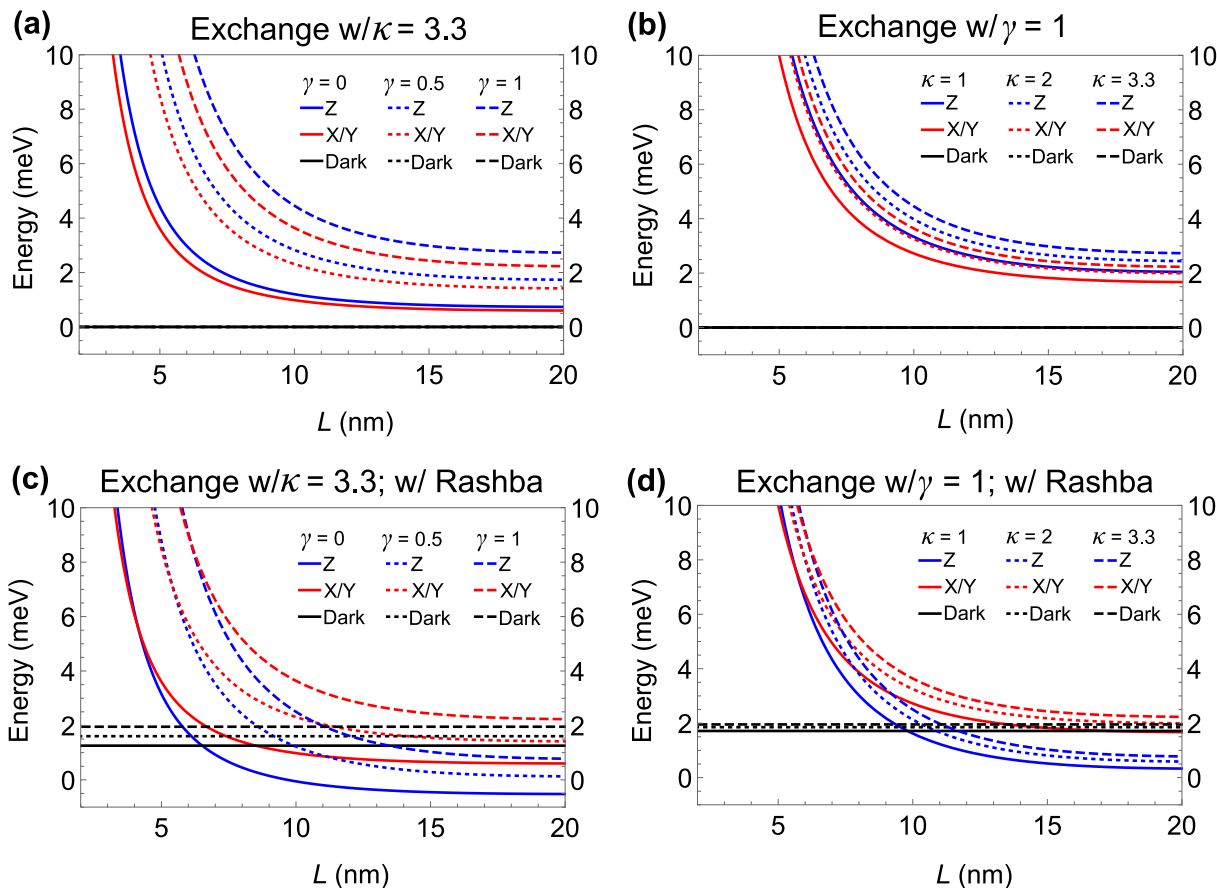 (a) Exchange w/κ = 3.3
γ = 0 γ = 0.5 γ = 1
Z Z Z
X/Y X/Y X/Y
Dark Dark Dark
Energy (meV)
10 10
8 8
6 6
4 4
2 2
0 0
5 10 15 20
L (nm)
(b) Exchange w/γ = 1
κ = 1 κ = 2 κ = 3.3
Z Z Z
X/Y X/Y X/Y
Dark Dark Dark
Energy (meV)
10 10
8 8
6 6
4 4
2 2
0 0
5 10 15 20
L (nm)
(c) Exchange w/κ = 3.3; w/ Rashba
γ = 0 γ = 0.5 γ = 1
Z Z Z
X/Y X/Y X/Y
Dark Dark Dark
Energy (meV)
10 10
8 8
6 6
4 4
2 2
0 0
5 10 15 20
L (nm)
(d) Exchange w/γ = 1; w/ Rashba
κ = 1 κ = 2 κ = 3.3
Z Z Z
X/Y X/Y X/Y
Dark Dark Dark
Energy (meV)
10 10
8 8
6 6
4 4
2 2
0 0
5 10 15 20
L (nm)